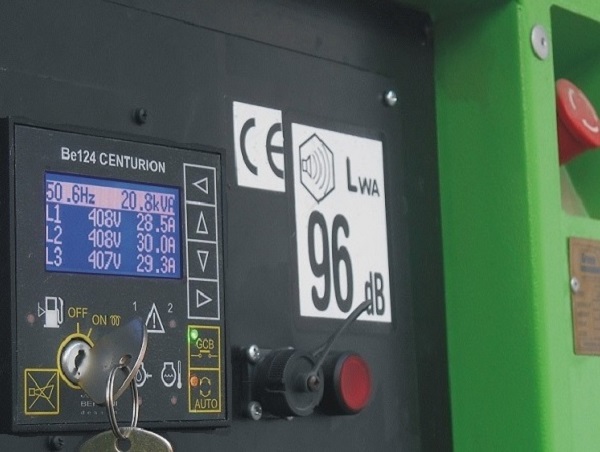 Be124 CENTURION
50.6Hz 20.8kVA
L1 408V 28.5A
L2 408V 30.0A
L3 407V 29.3A
OFF
ON
1 2
GCB
AUTO
CE
LWA
96
dB